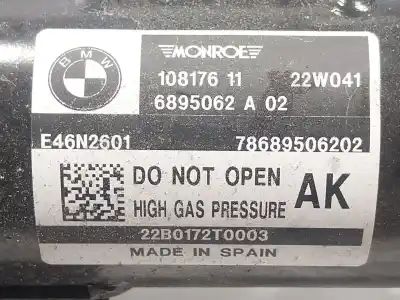 BMW
MONROE
108176 11 22W041
6895062 A 02
E46N2601 78689506202
DO NOT OPEN
HIGH GAS PRESSURE
AK
22B0172T0003
MADE IN SPAIN